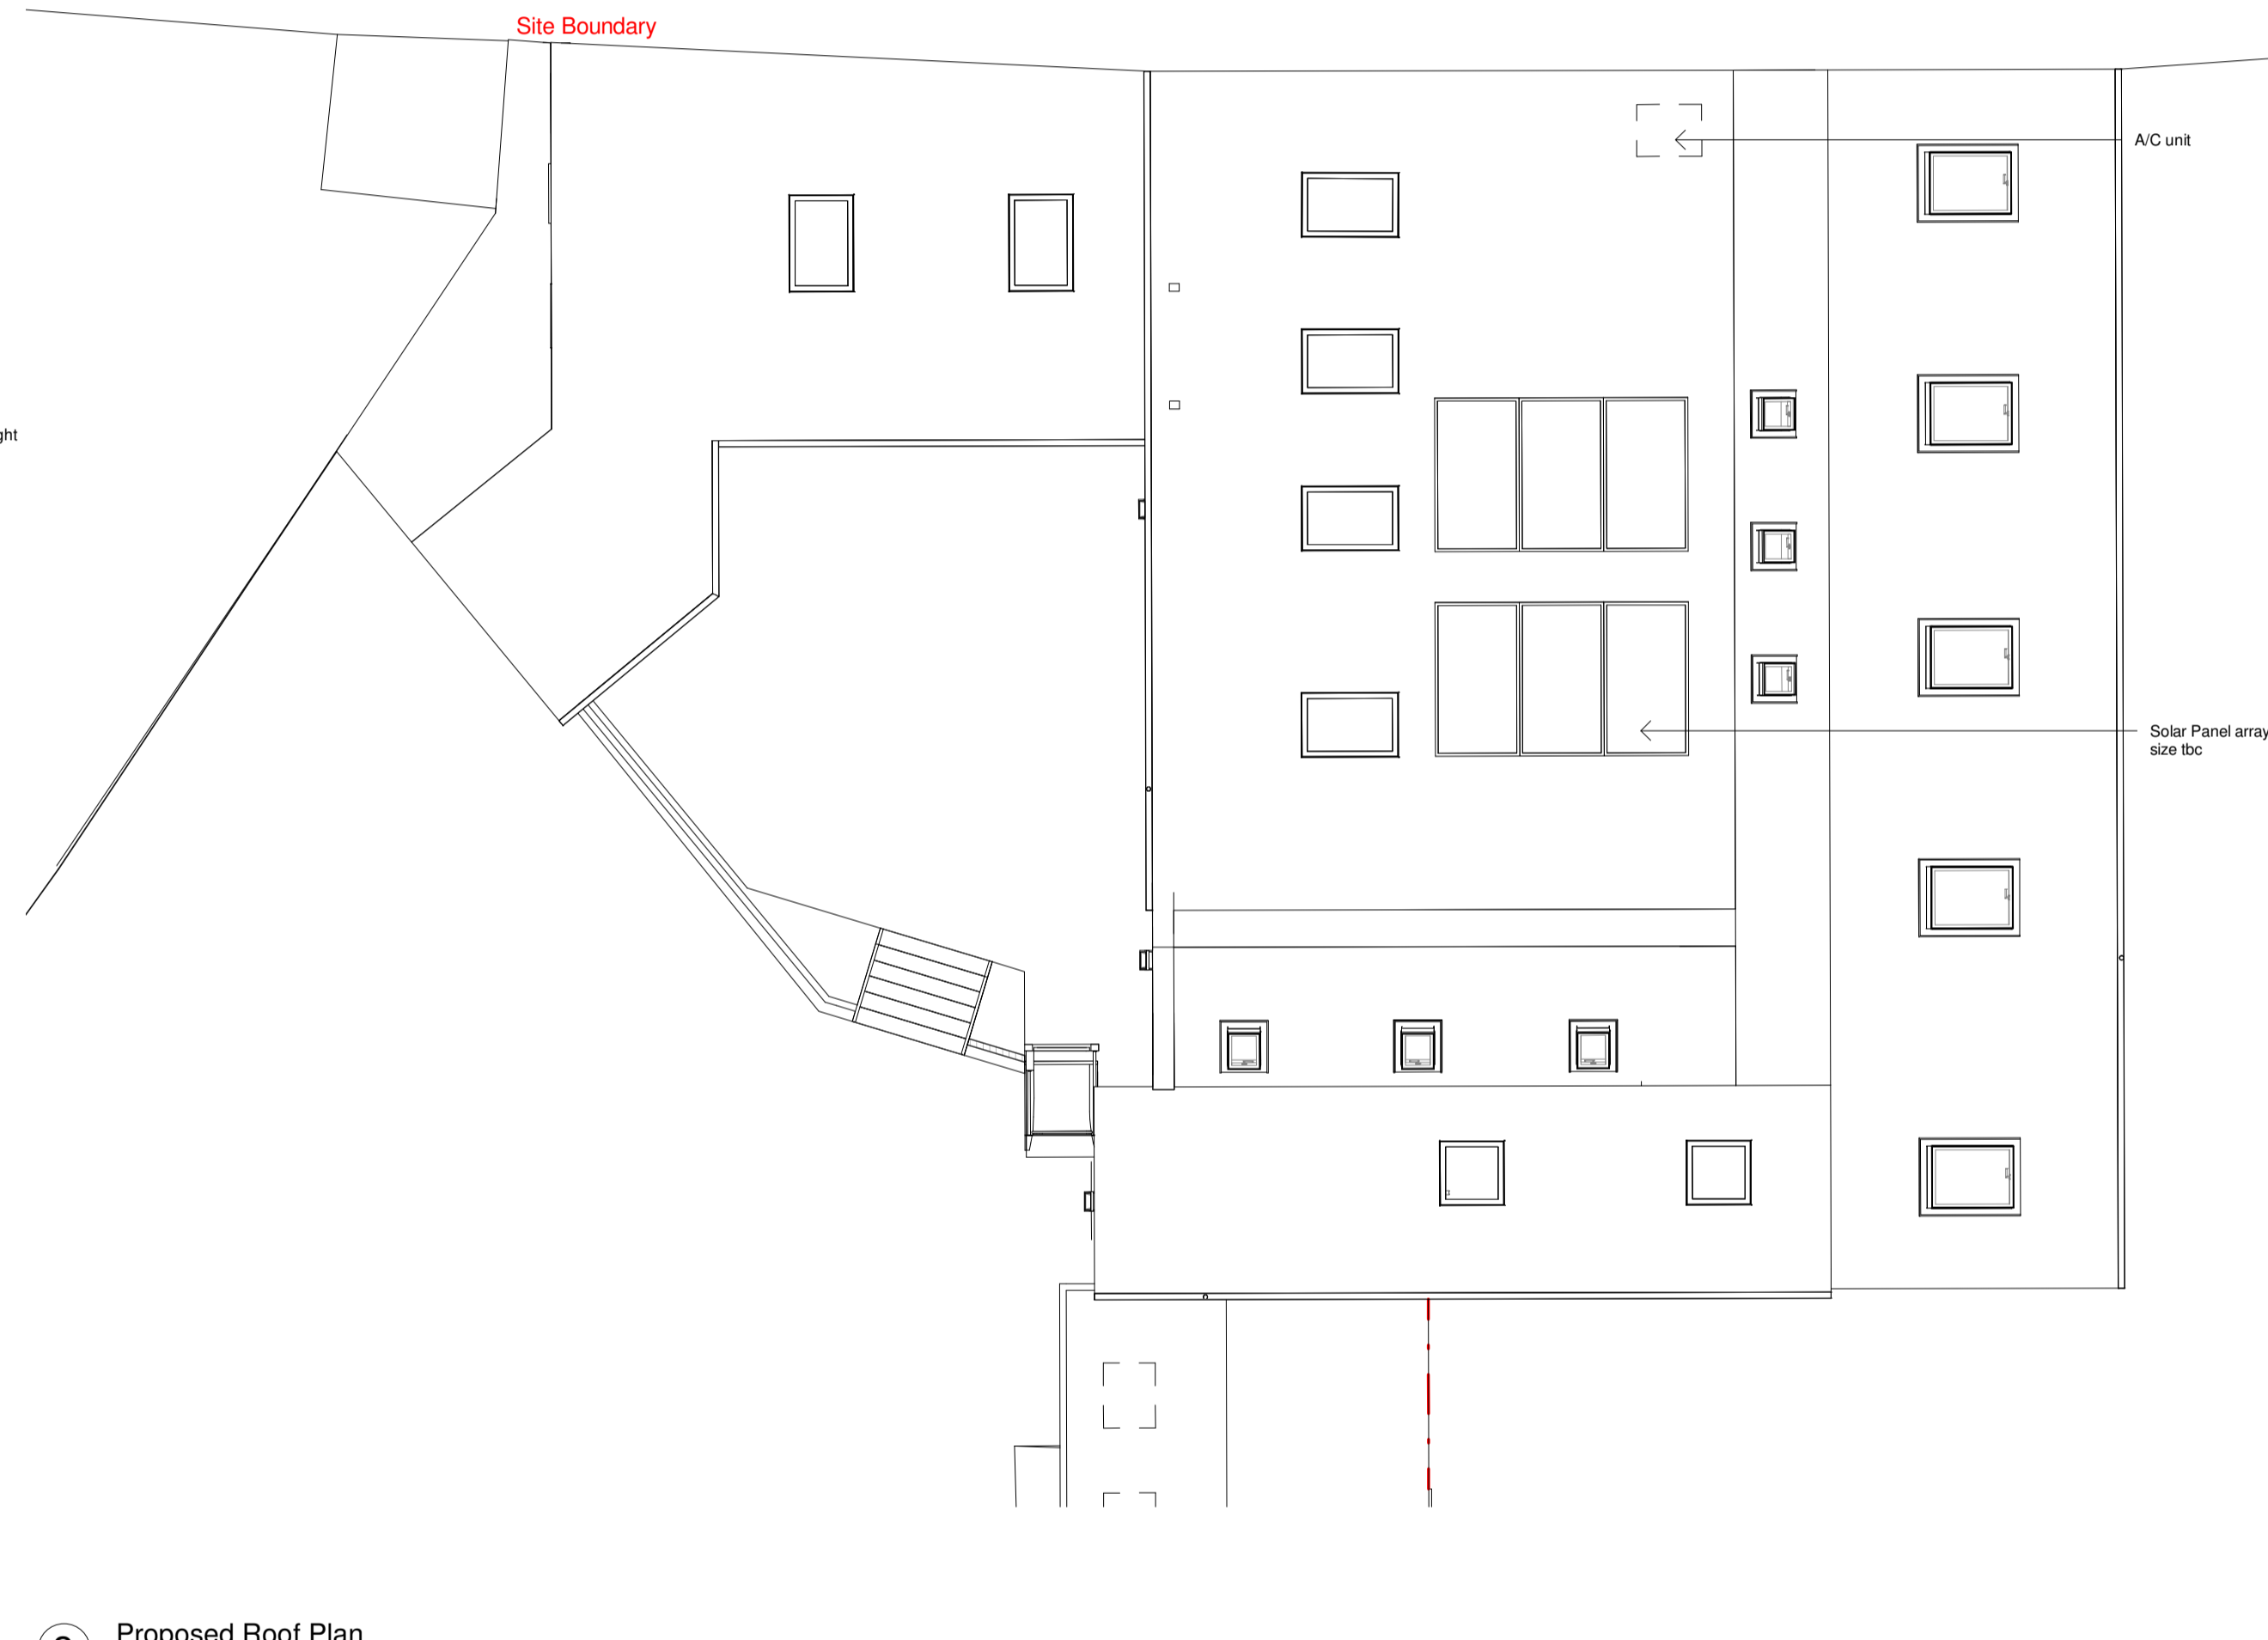 Site Boundary
A/C unit
ght
Solar Panel array
size tbc
Proposed Roof Plan